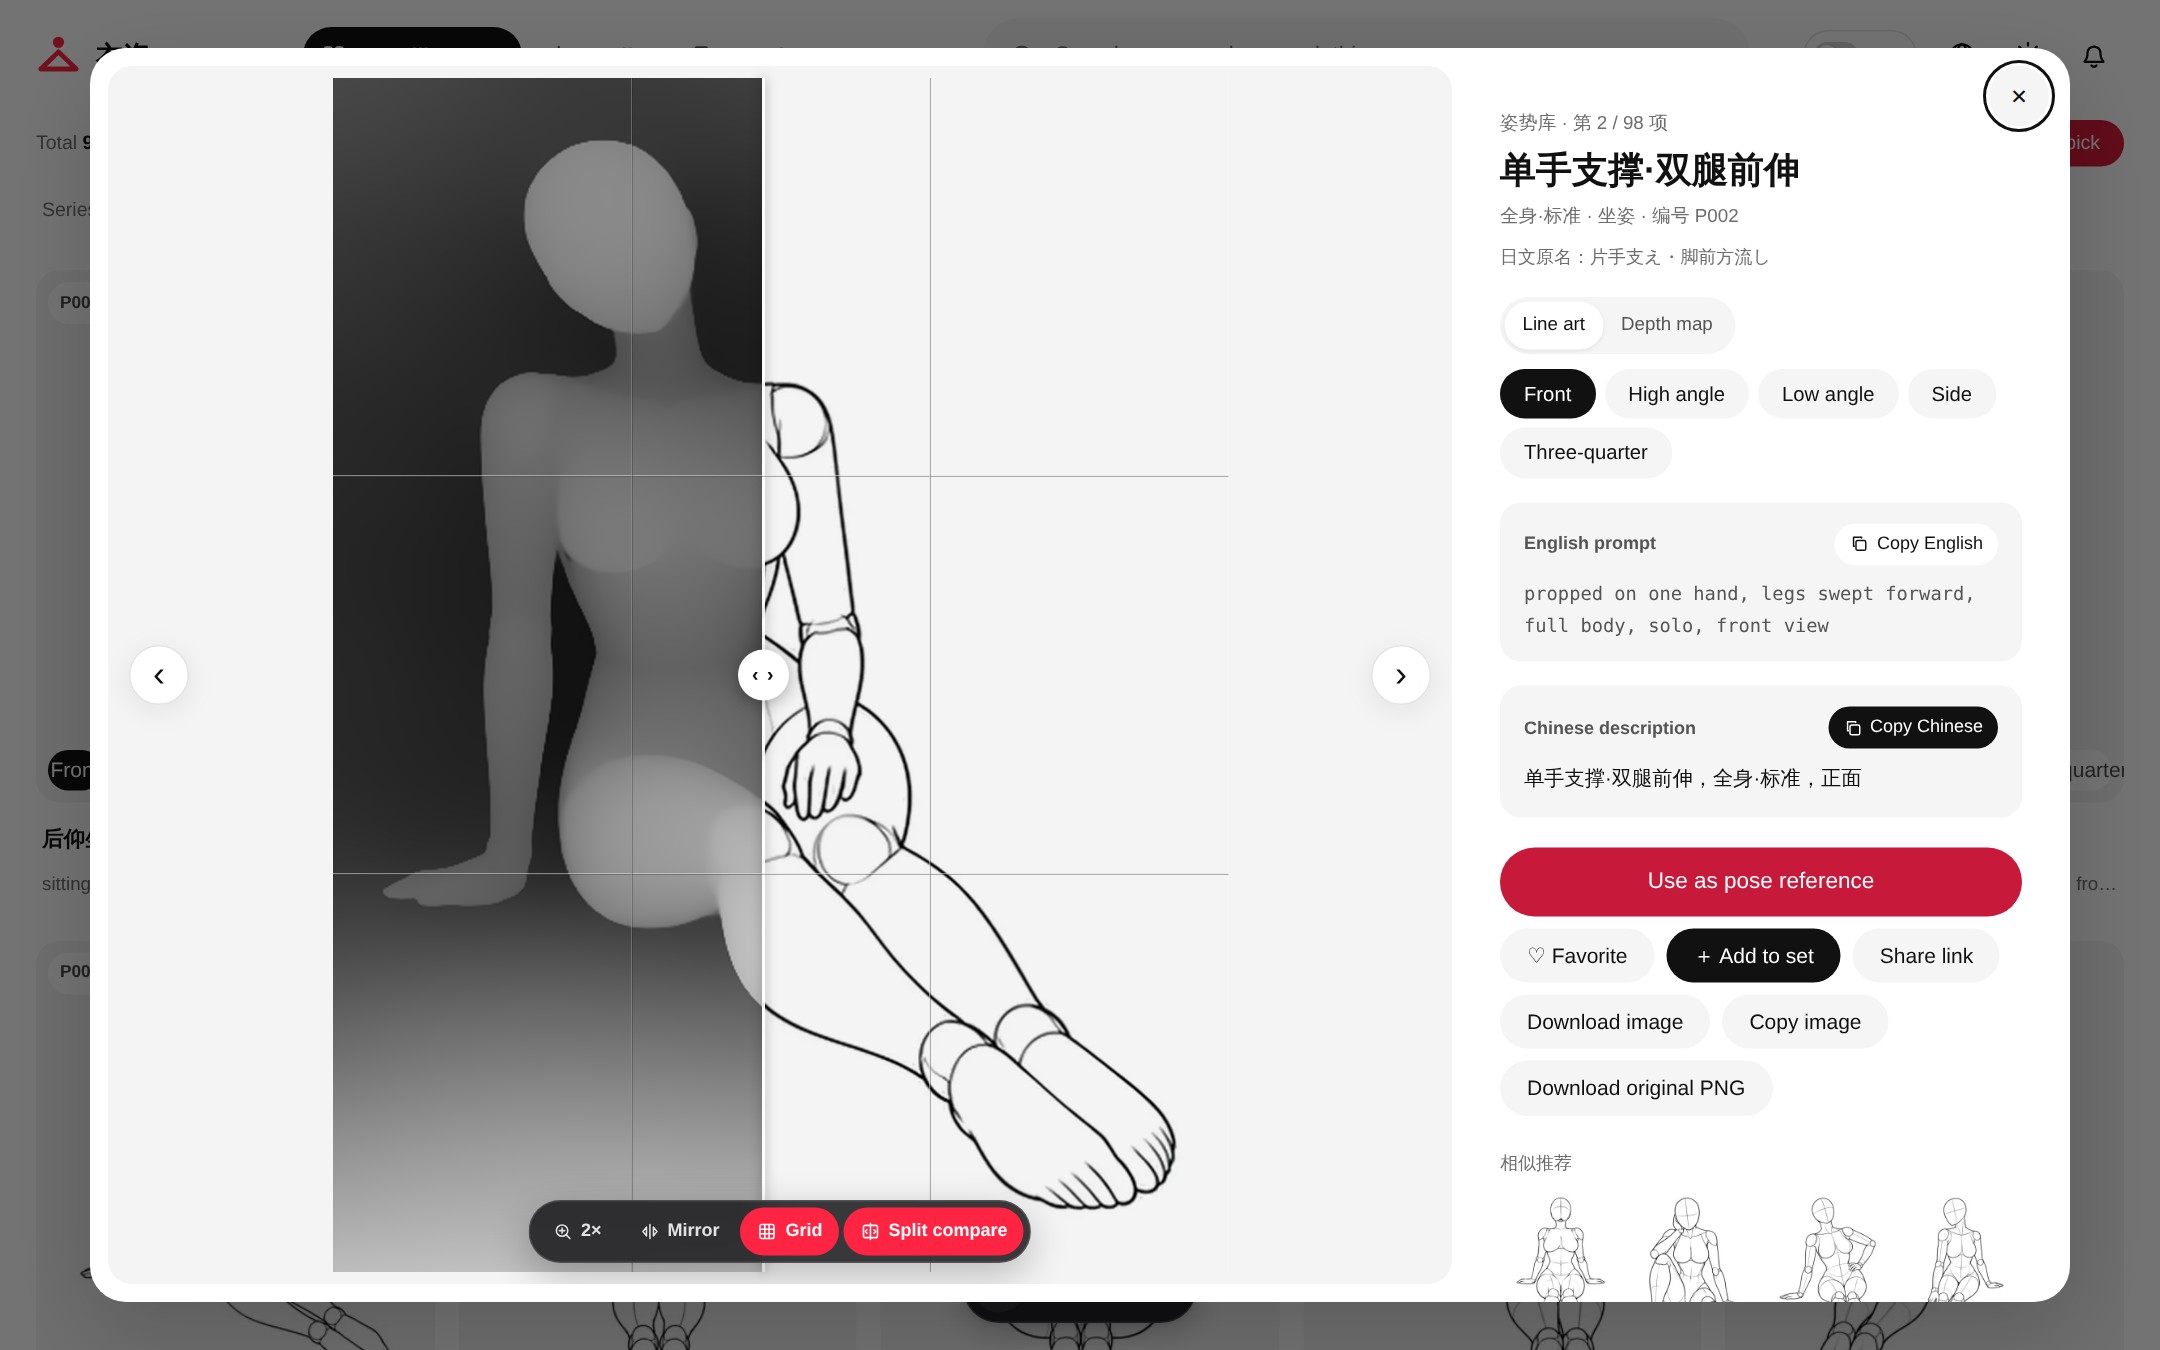 Total 9
Series
P00
Fron
后仰
sitting
P00
pick
quarter
fro…
姿势库 · 第 2 / 98 项
单手支撑·双腿前伸
全身·标准 · 坐姿 · 编号 P002
日文原名：片手支え・脚前方流し
Line art
Depth map
Front
High angle
Low angle
Side
Three-quarter
English prompt
Copy English
propped on one hand, legs swept forward,
full body, solo, front view
Chinese description
Copy Chinese
单手支撑·双腿前伸，全身·标准，正面
Use as pose reference
♡ Favorite
+ Add to set
Share link
Download image
Copy image
Download original PNG
相似推荐
2×
Mirror
Grid
Split compare